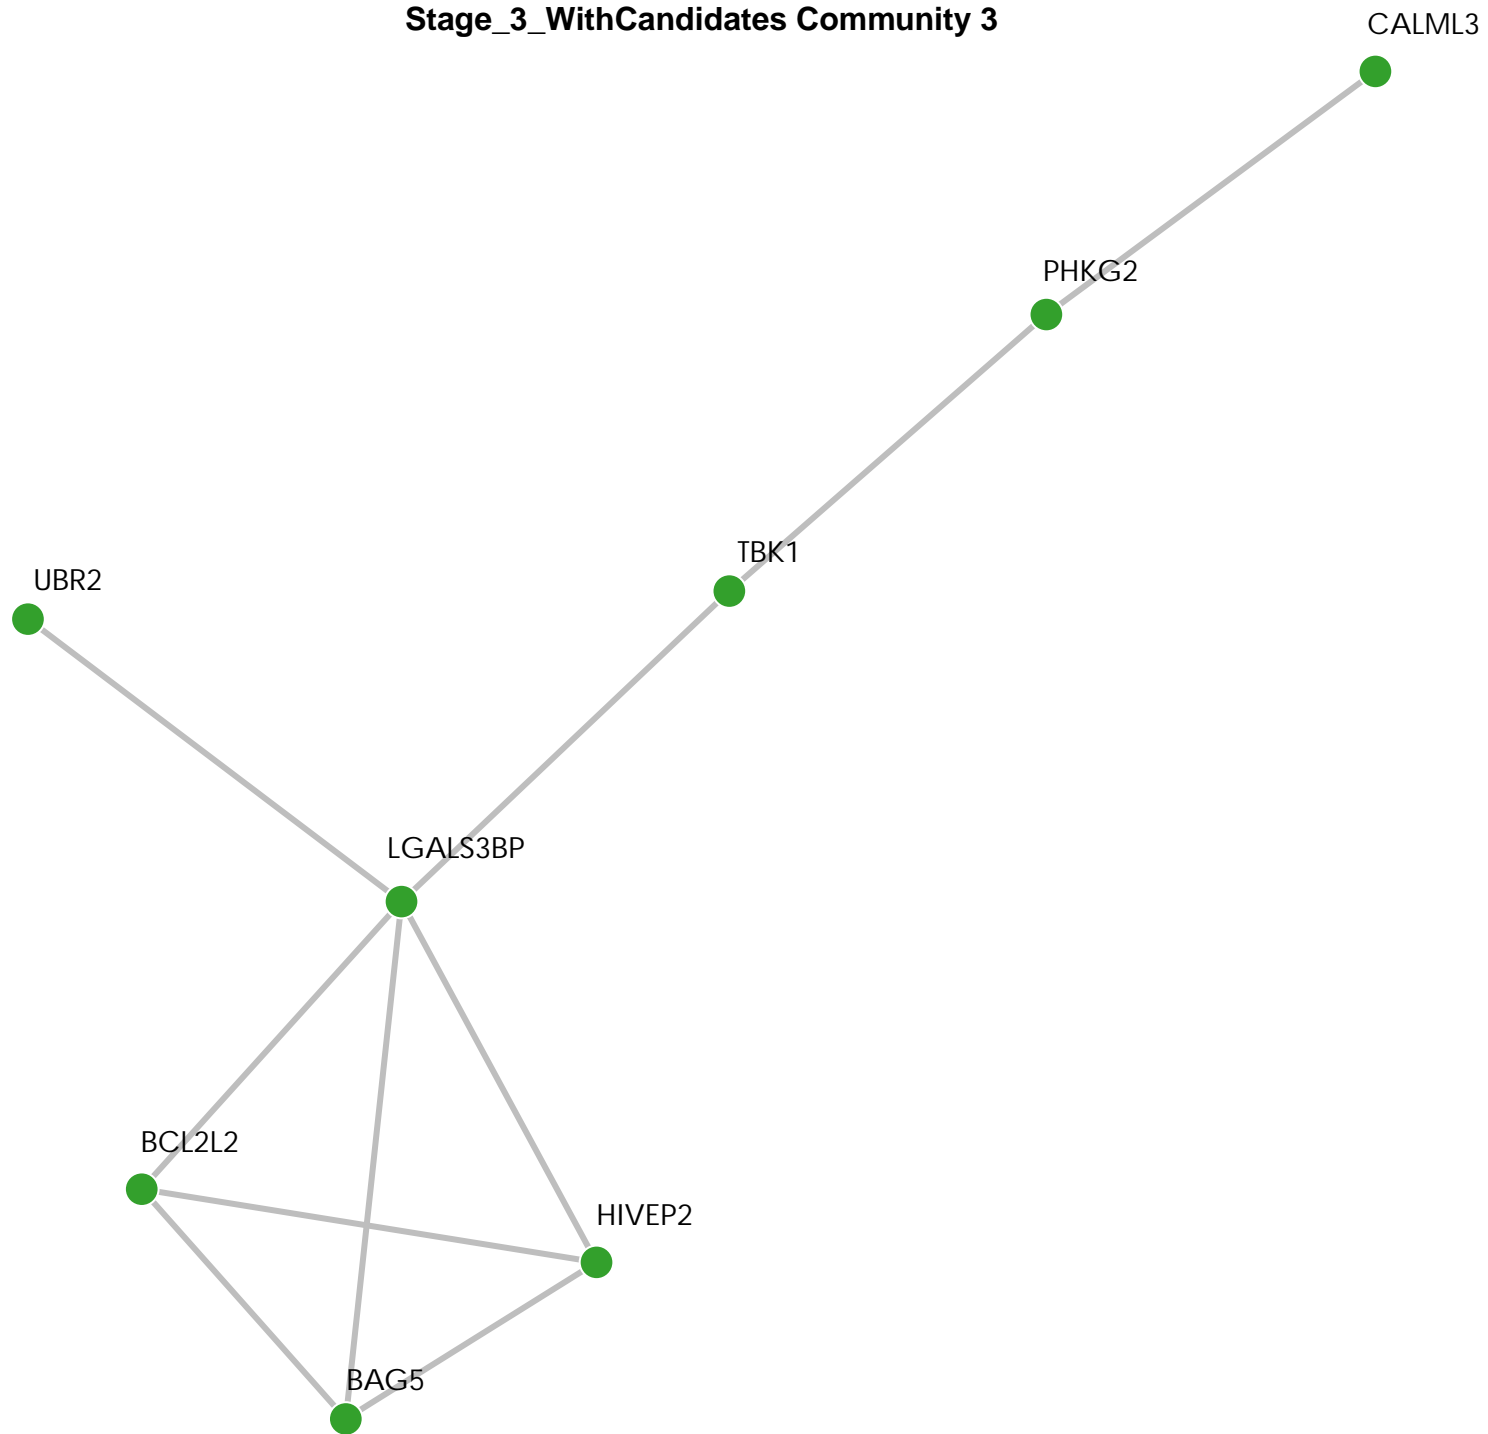 Stage_3_WithCandidates Community 3
CALML3
PHKG2
TBK1
UBR2
LGALS3BP
BCL2L2
HIVEP2
BAG5